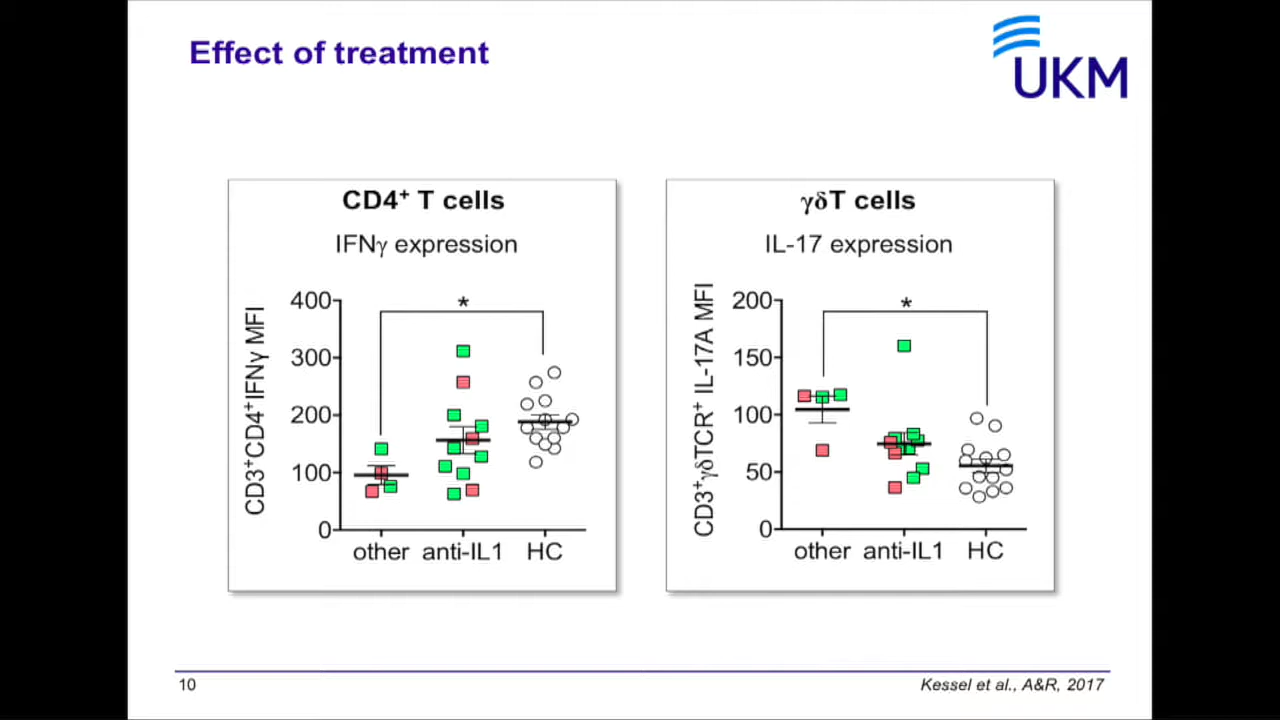 Effect of treatment
UKM
CD4⁺ T cells
IFNγ expression
CD3⁺CD4⁺IFNγ MFI
400
300
200
100
0
*
other anti-IL1 HC
γδT cells
IL-17 expression
CD3⁺γδTCR⁺ IL-17A MFI
200
150
100
50
0
*
other anti-IL1 HC
10
Kessel et al., A&R, 2017